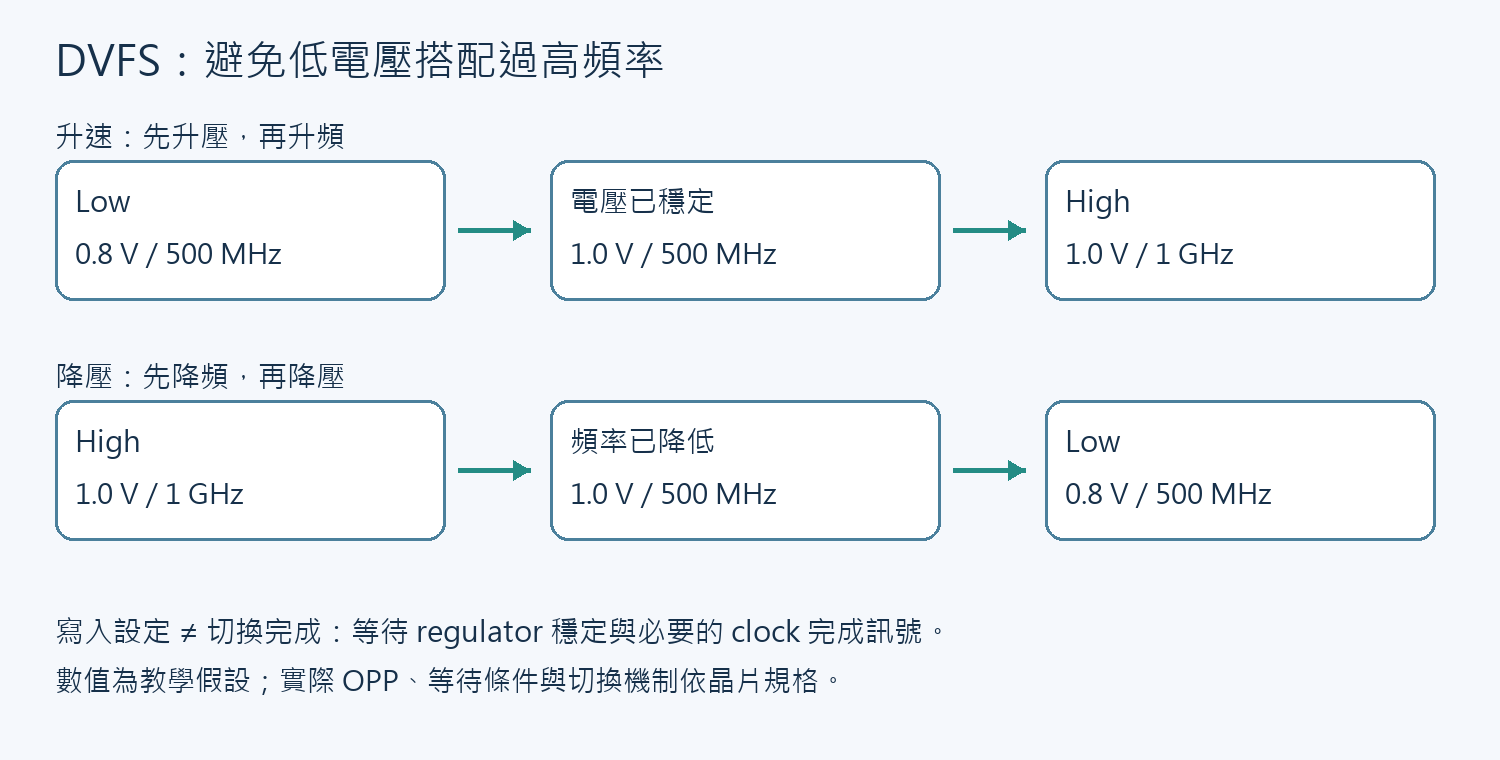 DVFS：避免低電壓搭配過高頻率
升速：先升壓，再升頻
Low
0.8 V / 500 MHz
電壓已穩定
1.0 V / 500 MHz
High
1.0 V / 1 GHz
降壓：先降頻，再降壓
High
1.0 V / 1 GHz
頻率已降低
1.0 V / 500 MHz
Low
0.8 V / 500 MHz
寫入設定 ≠ 切換完成：等待 regulator 穩定與必要的 clock 完成訊號。
數值為教學假設；實際 OPP、等待條件與切換機制依晶片規格。